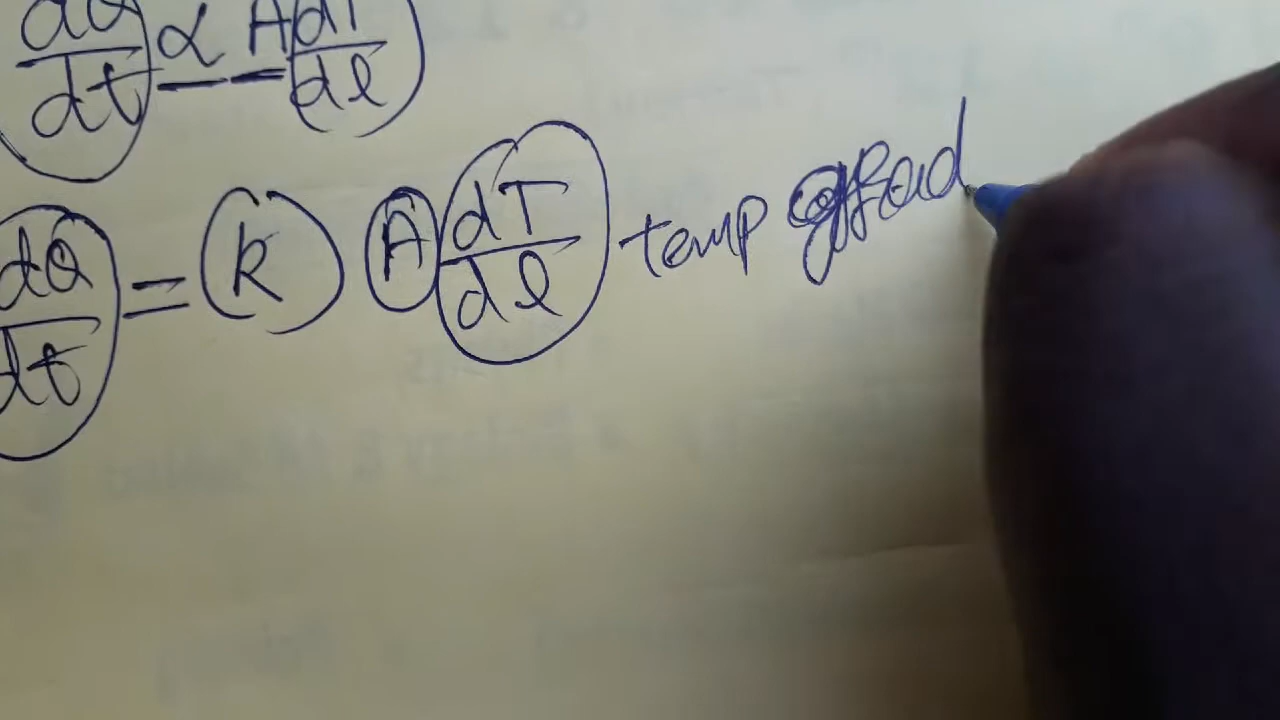 dQ/dt ∝ A dT/dl
dQ/dt = K A dT/dl temp grad